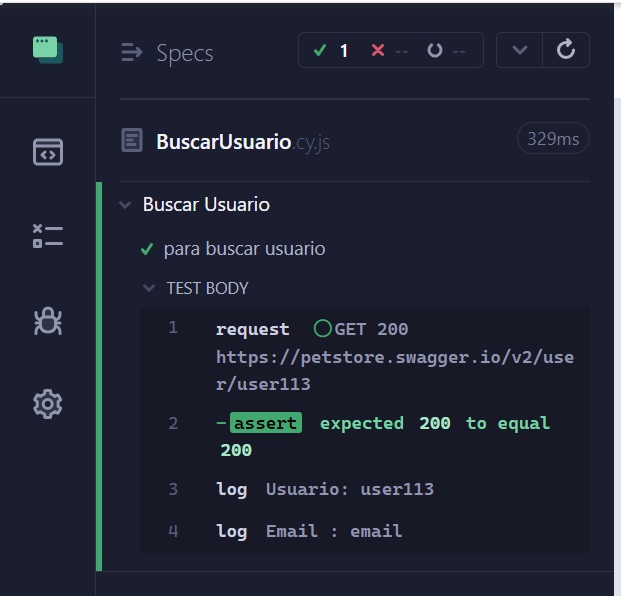 Specs 1 -- --
BuscarUsuario.cy.js 329ms
Buscar Usuario
para buscar usuario
TEST BODY
1 request GET 200
https://petstore.swagger.io/v2/use
r/user113
2 -assert expected 200 to equal
200
3 log Usuario: user113
4 log Email : email